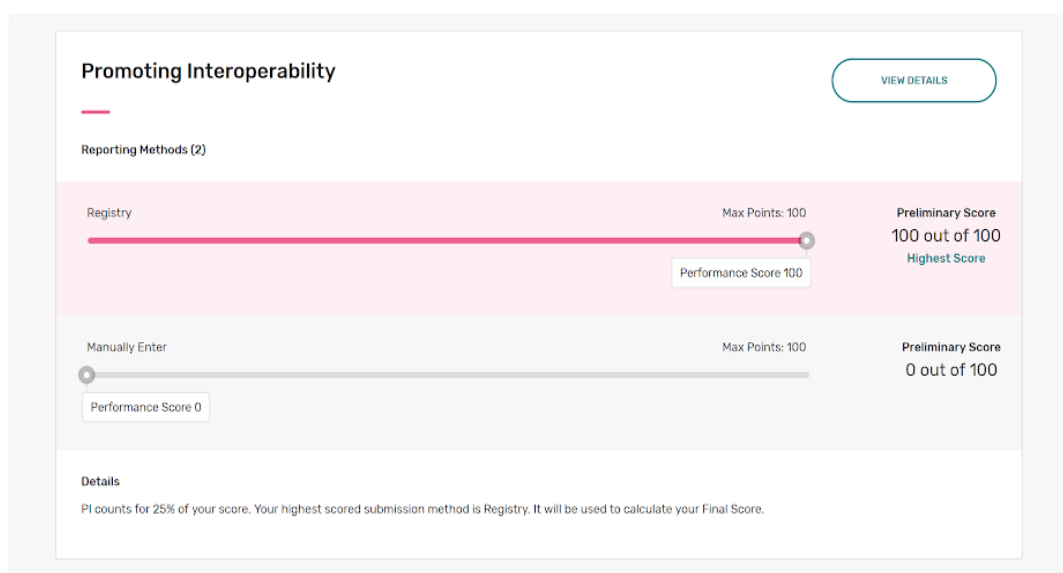 Promoting Interoperability
VIEW DETAILS
Reporting Methods (2)
Registry
Max Points: 100
Preliminary Score
100 out of 100
Highest Score
Performance Score 100
Manually Enter
Max Points: 100
Preliminary Score
0 out of 100
Performance Score 0
Details
PI counts for 25% of your score. Your highest scored submission method is Registry. It will be used to calculate your Final Score.